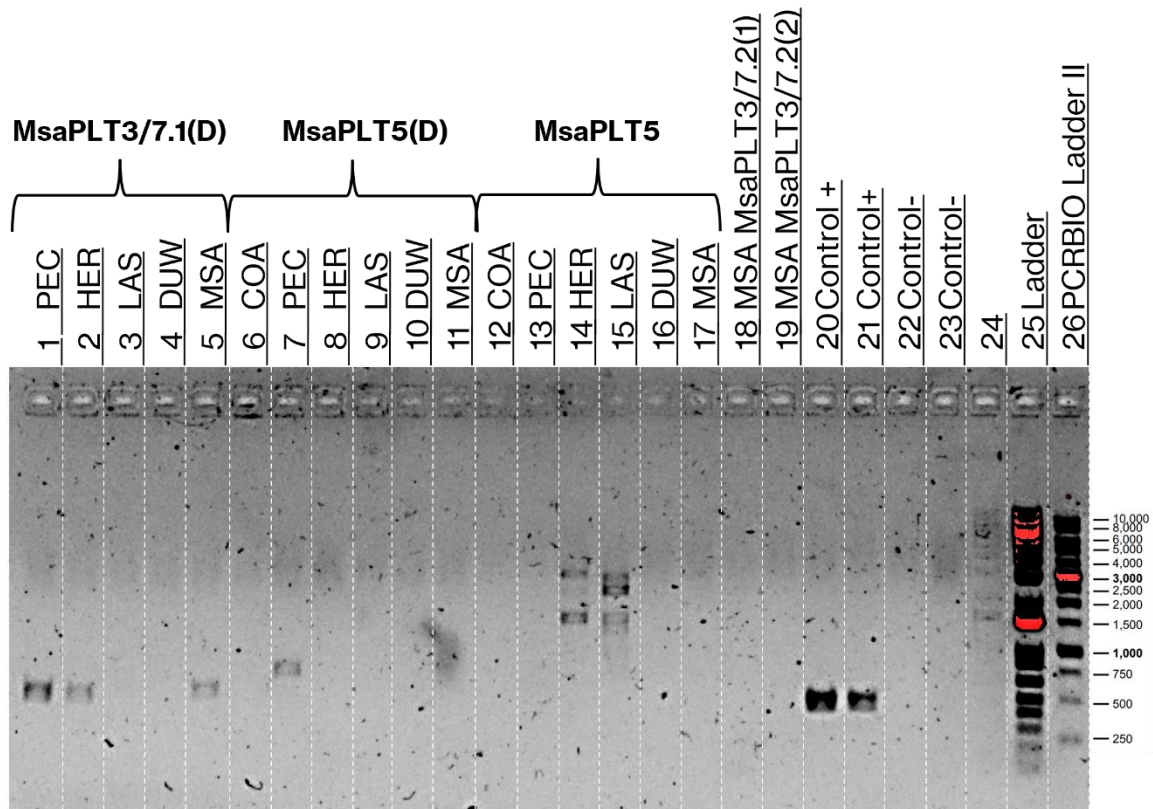 MsaPLT3/7.1(D)
MsaPLT5(D)
MsaPLT5
1 PEC
2 HER
3 LAS
4 DUW
5 MSA
6 COA
7 PEC
8 HER
9 LAS
10 DUW
11 MSA
12 COA
13 PEC
14 HER
15 LAS
16 DUW
17 MSA
18 MSA MsaPLT3/7.2(1)
19 MSA MsaPLT3/7.2(2)
20 Control +
21 Control+
22 Control-
23 Control-
24
25 Ladder
26 PCRBIO Ladder II
10,000
8,000
6,000
5,000
4,000
3,000
2,500
2,000
1,500
1,000
750
500
250